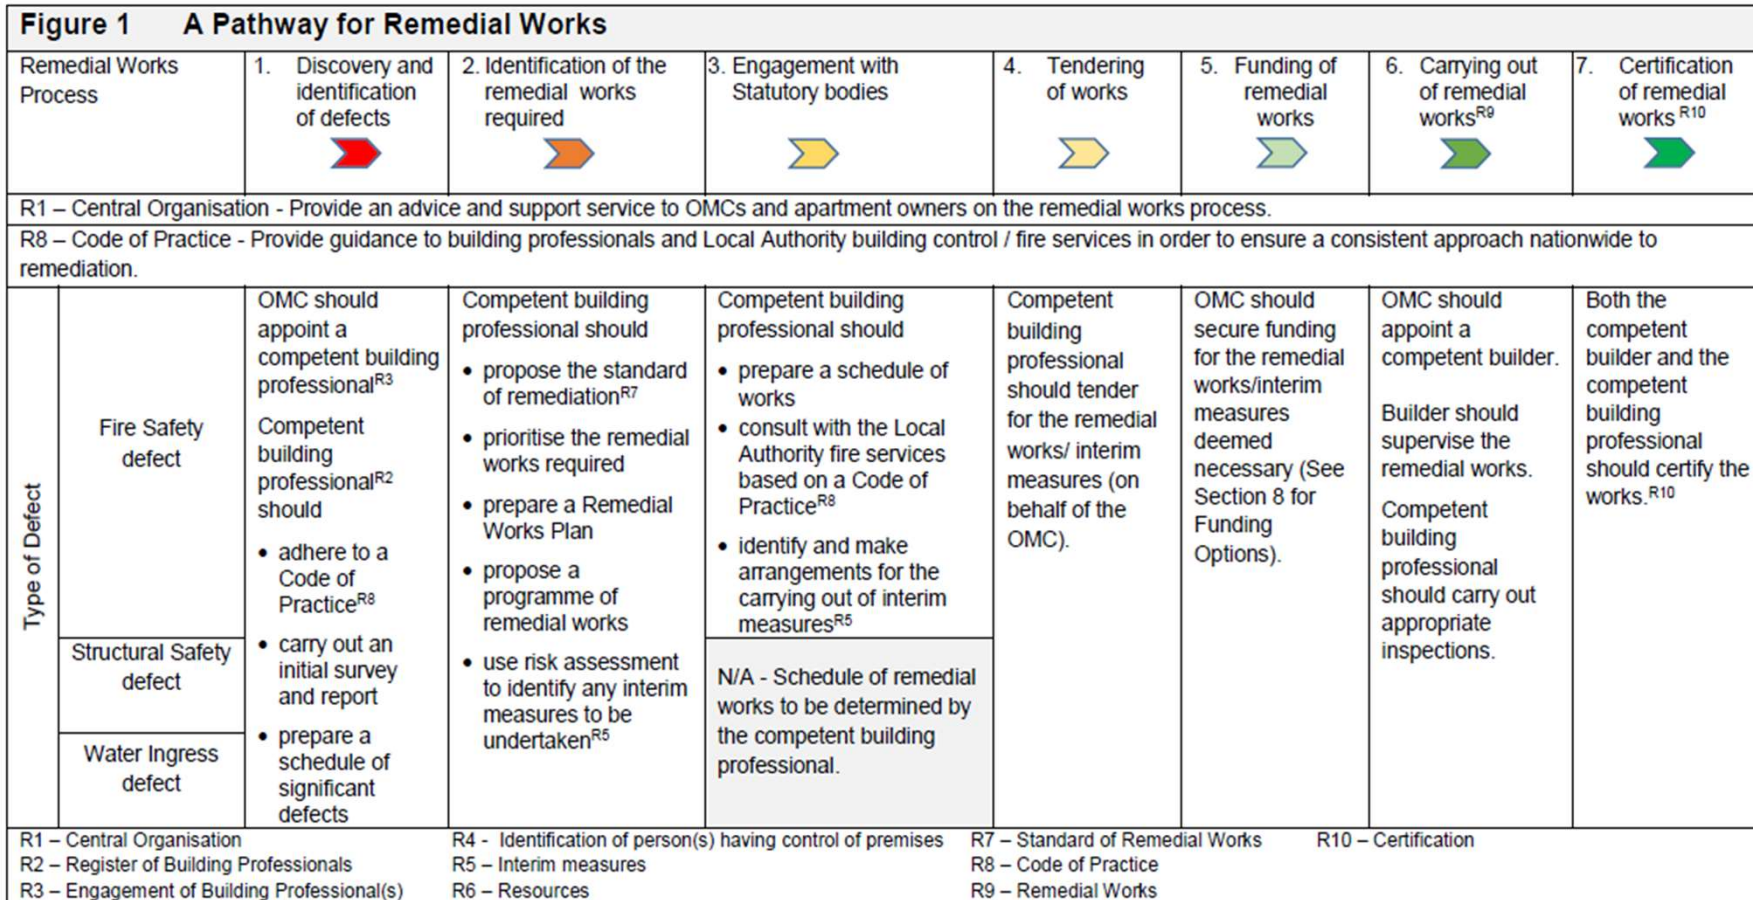 Figure 1 A Pathway for Remedial Works
Remedial Works
Process
1. Discovery and
identification
of defects
2. Identification of the
remedial works
required
3. Engagement with
Statutory bodies
4. Tendering
of works
5. Funding of
remedial
works
6. Carrying out
of remedial
worksR9
7. Certification
of remedial
works R10
R1 – Central Organisation - Provide an advice and support service to OMCs and apartment owners on the remedial works process.
R8 – Code of Practice - Provide guidance to building professionals and Local Authority building control / fire services in order to ensure a consistent approach nationwide to
remediation.
Type of Defect
Fire Safety
defect
Structural Safety
defect
Water Ingress
defect
OMC should
appoint a
competent building
professionalR3
Competent
building
professionalR2
should
• adhere to a
Code of
PracticeR8
• carry out an
initial survey
and report
• prepare a
schedule of
significant
defects
Competent building
professional should
• propose the standard
of remediationR7
• prioritise the remedial
works required
• prepare a Remedial
Works Plan
• propose a
programme of
remedial works
• use risk assessment
to identify any interim
measures to be
undertakenR5
Competent building
professional should
• prepare a schedule of
works
• consult with the Local
Authority fire services
based on a Code of
PracticeR8
• identify and make
arrangements for the
carrying out of interim
measuresR5
N/A - Schedule of remedial
works to be determined by
the competent building
professional.
Competent
building
professional
should tender
for the remedial
works/ interim
measures (on
behalf of the
OMC).
OMC should
secure funding
for the remedial
works/interim
measures
deemed
necessary (See
Section 8 for
Funding
Options).
OMC should
appoint a
competent builder.
Builder should
supervise the
remedial works.
Competent
building
professional
should carry out
appropriate
inspections.
Both the
competent
builder and the
competent
building
professional
should certify the
works.R10
R1 – Central Organisation
R2 – Register of Building Professionals
R3 – Engagement of Building Professional(s)
R4 - Identification of person(s) having control of premises
R5 – Interim measures
R6 – Resources
R7 – Standard of Remedial Works
R8 – Code of Practice
R9 – Remedial Works
R10 – Certification